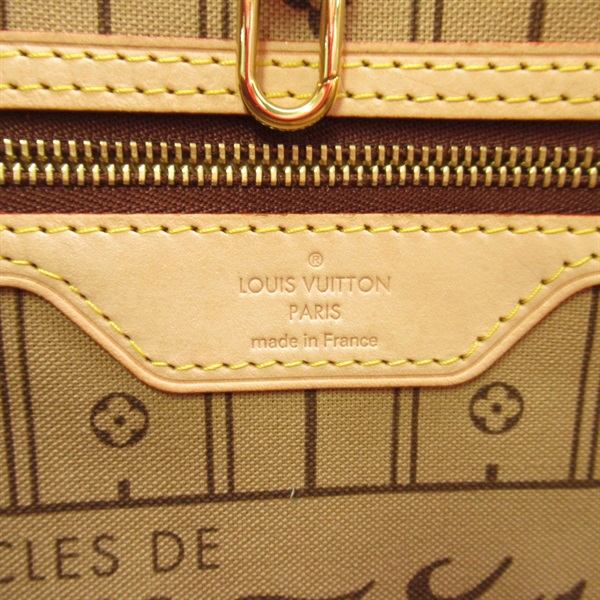 ®
LOUIS VUITTON
PARIS
made in France
CLES DE